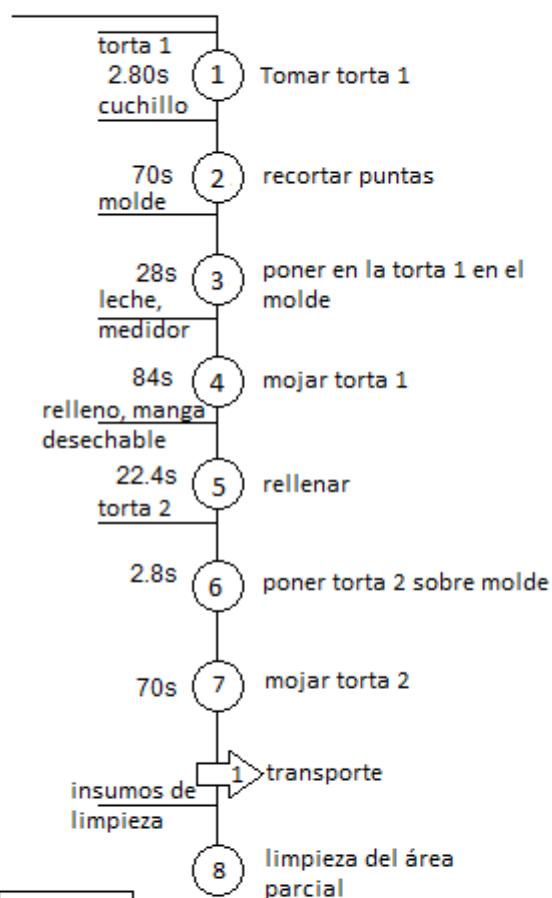 torta 1
2.80s
1
Tomar torta 1
cuchillo
70s
2
recortar puntas
molde
28s
3
poner en la torta 1 en el
molde
leche,
medidor
84s
4
mojar torta 1
relleno, manga
desechable
22.4s
5
rellenar
torta 2
2.8s
6
poner torta 2 sobre molde
70s
7
mojar torta 2
1
transporte
insumos de
limpieza
8
limpieza del área
parcial